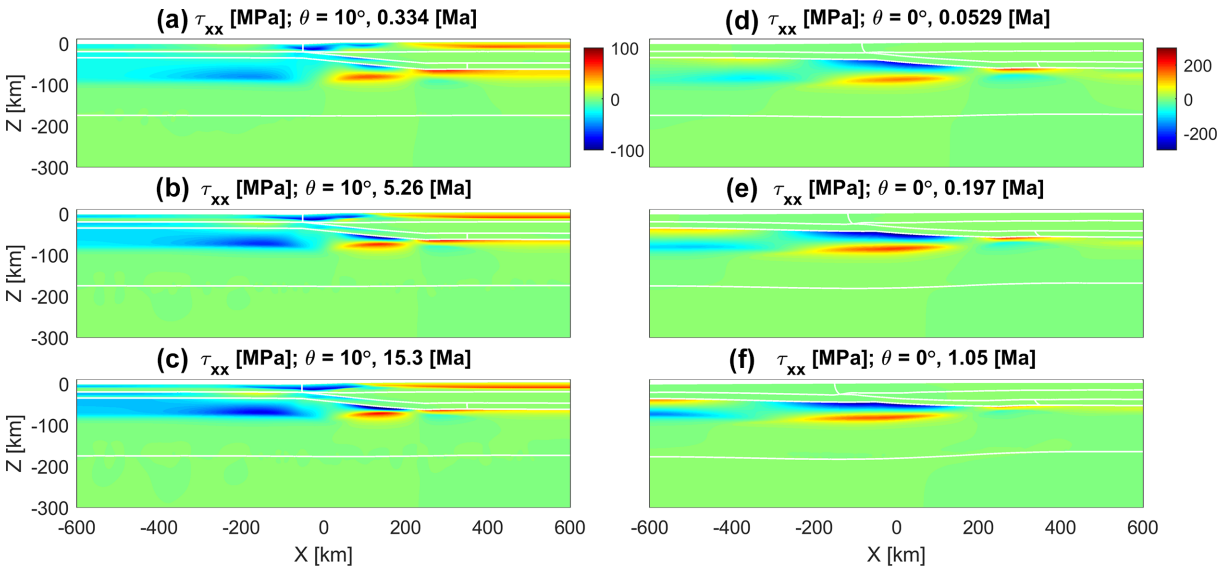 (a) τxx [MPa]; θ = 10°, 0.334 [Ma]
Z [km]
0
-100
-200
-300
100
0
-100
(d) τxx [MPa]; θ = 0°, 0.0529 [Ma]
200
0
-200
(b) τxx [MPa]; θ = 10°, 5.26 [Ma]
Z [km]
0
-100
-200
-300
(e) τxx [MPa]; θ = 0°, 0.197 [Ma]
(c) τxx [MPa]; θ = 10°, 15.3 [Ma]
Z [km]
0
-100
-200
-300
-600 -400 -200 0 200 400 600
X [km]
(f) τxx [MPa]; θ = 0°, 1.05 [Ma]
-600 -400 -200 0 200 400 600
X [km]